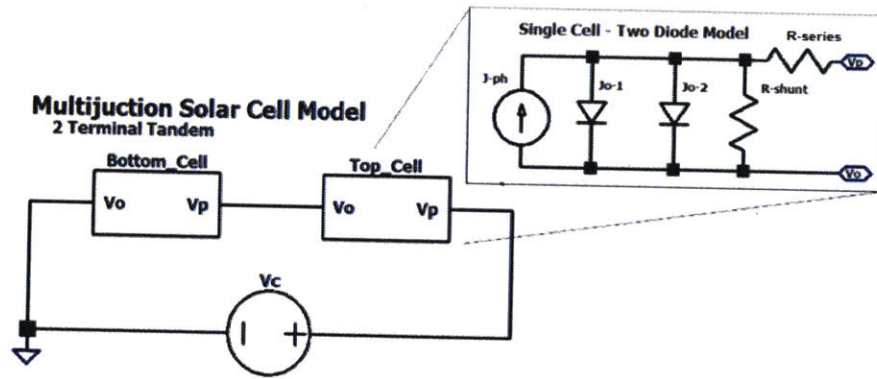 Single Cell - Two Diode Model
R-series
J-ph
Jo-1
Jo-2
R-shunt
Vp
Vo
Multijuction Solar Cell Model
2 Terminal Tandem
Bottom_Cell
Top_Cell
Vo
Vp
Vo
Vp
Vc